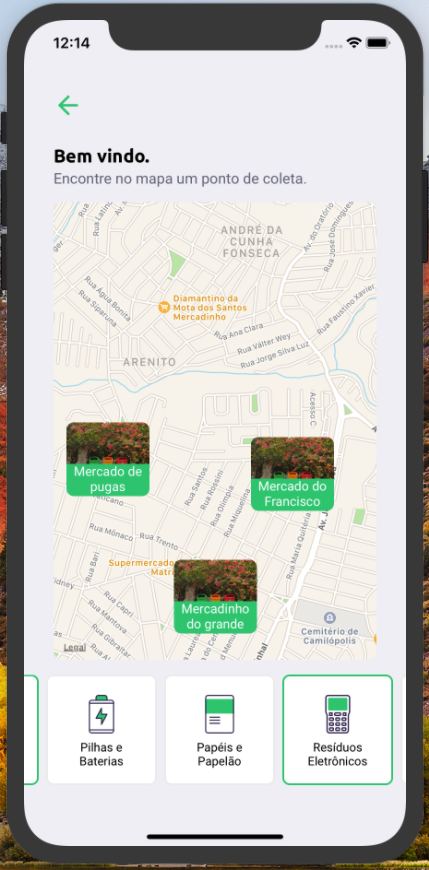 12:14
Bem vindo.
Encontre no mapa um ponto de coleta.
ANDRÉ DA
CUNHA
FONSECA
Av. do Oratório
Rua José Domingues
Rua Água Bonita
Rua Siparuna
Diamantino da
Mota dos Santos
Mercadinho
Rua Faustino Xavier
Rua Ana Clara
Rua Válter Wey
Rua Jorge Silva Luz
ARENITO
Acesso C
Mercado de
pugas
Mercado do
Francisco
Rua Santos
Rua Rossini
Rua Olímpia
Rua Miquelina
Rua Maria Quitéria
Rua Mônaco
Rua Trento
Rua Bari
Supermercado
Matri
Mercadinho
do grande
Rua Capri
Rua Mantova
Rua Gibraltar
Cemitério de
Camilópolis
Legal
Pilhas e
Baterias
Papéis e
Papelão
Resíduos
Eletrônicos